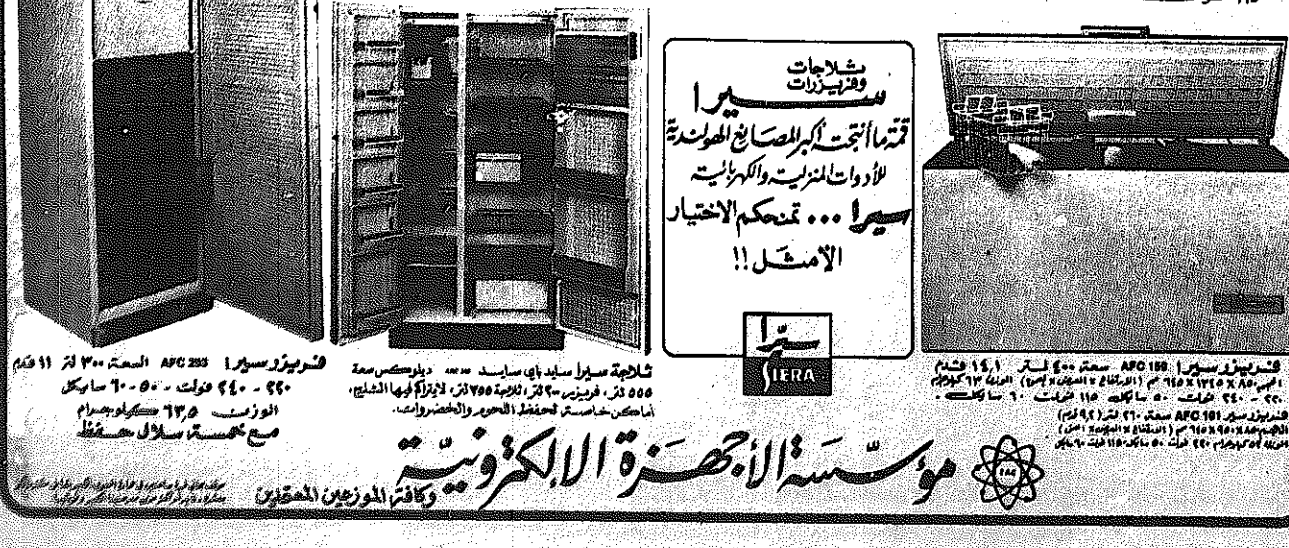 بثلاجات
وفريزرات
سيرا
قمة ما أنتجت أكبر المصانع الهولندية
للأدوات المنزلية والكهربائية
سيرا ... تمنحكم الاختيار
الأمثل !!
سيرا
SIERA
فريزر سيرا AFC 150 سعة ٤٠٠ لتر ١٤,١ قدم
٢٢٠ - ٢٤٠ فولت ٥٠ سايكل ١١٥ فولت ٦٠ سايكل
فريزر سيرا AFC 101 سعة ٢٦٠ لتر (٩,٢ قدم)
ثلاجة سيرا سايد باي سايد ديلوكس سعة
٥٥٥ لتر، فريزر ٢٠٠ لتر، ثلاجة ٣٥٥ لتر، لا يتراكم فيها الثلج،
أماكن خاصة لحفظ اللحوم والخضروات.
فريزر سيرا السعة ٣٠٠ لتر ١١ قدم
٢٢٠ - ٢٤٠ فولت - ٥٠ - ٦٠ سايكل
الوزن ٦٣,٥ كيلوجرام
مع خمسة سلال حفظ
مؤسسة الأجهزة الالكترونية
وكافة الموزعين المعتمدين